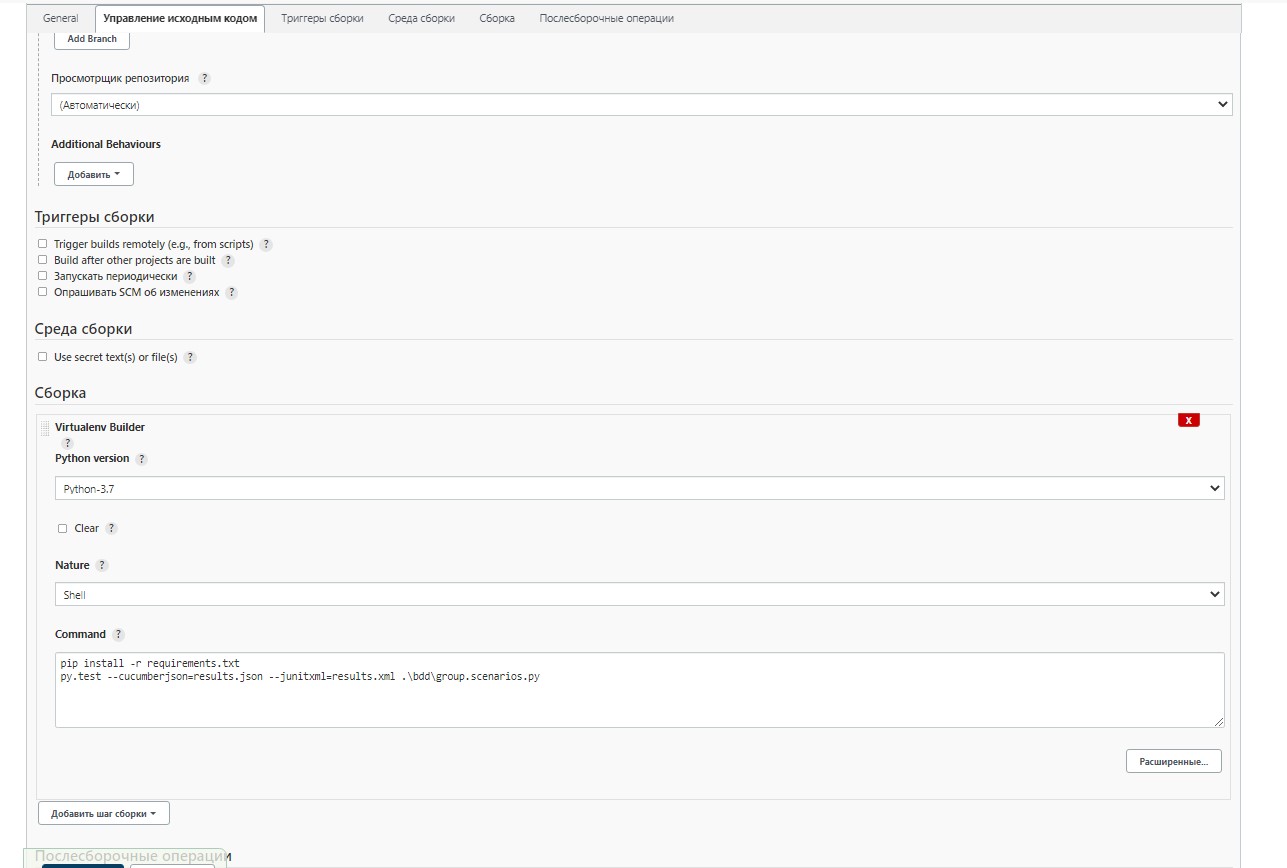 General Управление исходным кодом Триггеры сборки Среда сборки Сборка Послесборочные операции
Add Branch
Просмотрщик репозитория ?
(Автоматически)
Additional Behaviours
Добавить
Триггеры сборки
Trigger builds remotely (e.g., from scripts) ?
Build after other projects are built ?
Запускать периодически ?
Опрашивать SCM об изменениях ?
Среда сборки
Use secret text(s) or file(s) ?
Сборка
Virtualenv Builder X
?
Python version ?
Python-3.7
Clear ?
Nature ?
Shell
Command ?
pip install -r requirements.txt
py.test --cucumberjson=results.json --junitxml=results.xml .\bdd\group.scenarios.py
Расширенные...
Добавить шаг сборки
Послесборочные операции